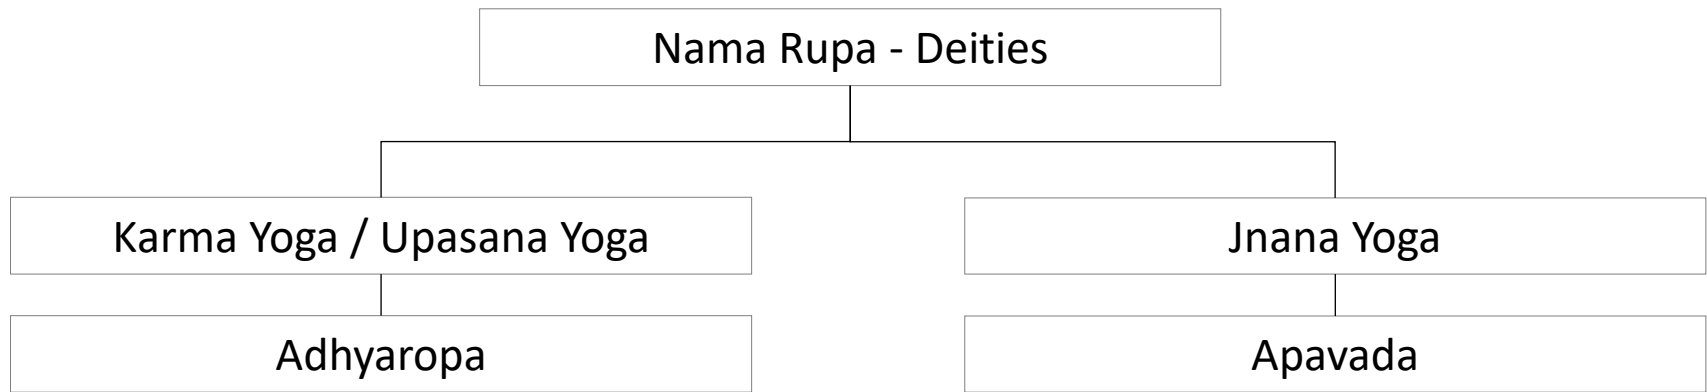 Nama Rupa - Deities
Karma Yoga / Upasana Yoga
Jnana Yoga
Adhyaropa
Apavada